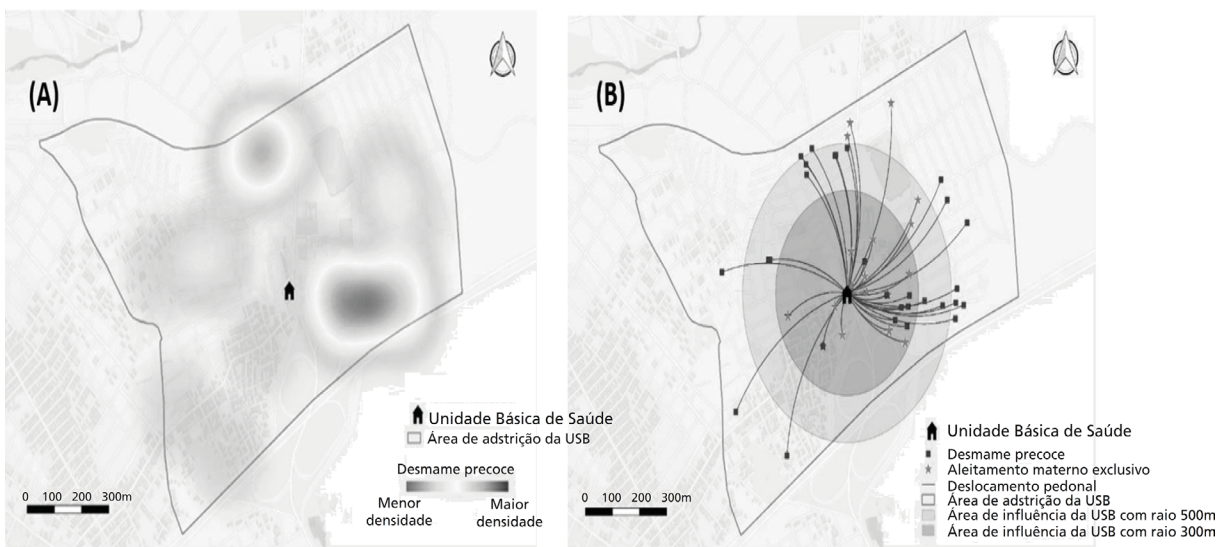 (A)
Unidade Básica de Saúde
Área de adstrição da USB
Desmame precoce
Menor densidade
Maior densidade
0 100 200 300m
(B)
Unidade Básica de Saúde
Desmame precoce
Aleitamento materno exclusivo
Deslocamento pedonal
Área de adstrição da USB
Área de influência da USB com raio 500m
Área de influência da USB com raio 300m
0 100 200 300m